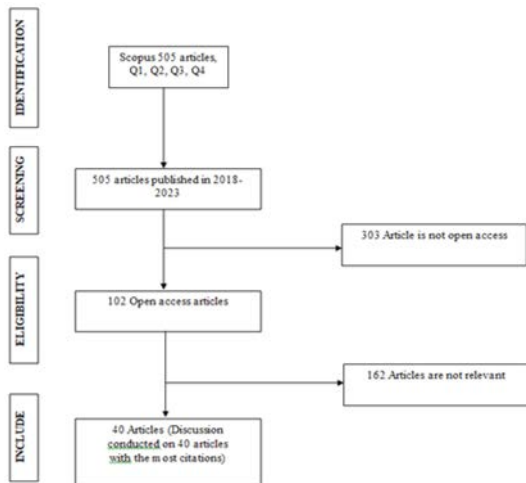 IDENTIFICATION
Scopus 505 articles,
Q1, Q2, Q3, Q4
SCREENING
505 articles published in 2018-
2023
303 Article is not open access
ELIGIBILITY
102 Open access articles
162 Articles are not relevant
INCLUDE
40 Articles (Discussion
conducted on 40 articles
with the most citations)